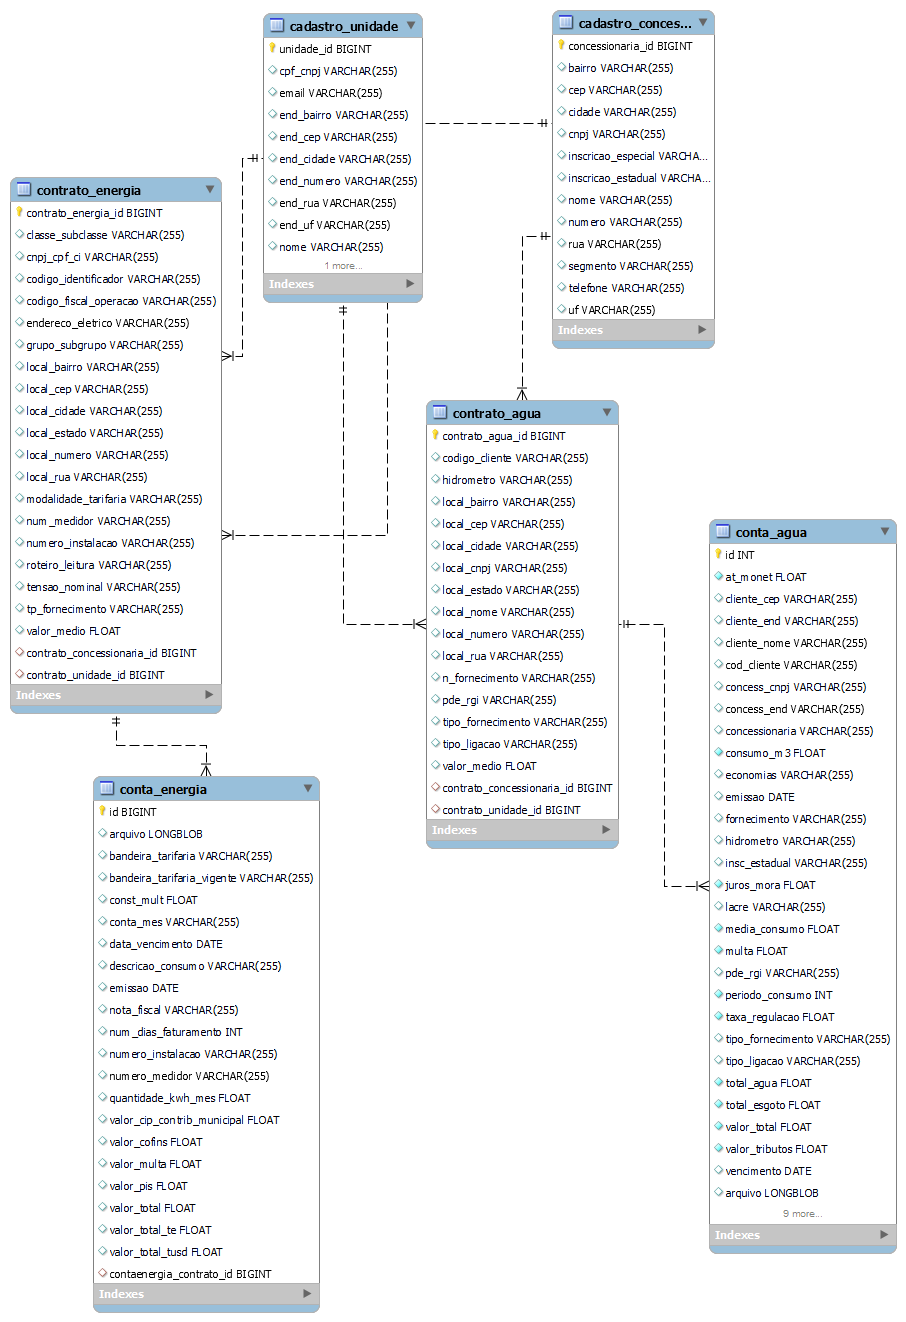 cadastro_unidade
unidade_id BIGINT
cpf_cnpj VARCHAR(255)
email VARCHAR(255)
end_bairro VARCHAR(255)
end_cep VARCHAR(255)
end_cidade VARCHAR(255)
end_numero VARCHAR(255)
end_rua VARCHAR(255)
end_uf VARCHAR(255)
nome VARCHAR(255)
1 more...
Indexes
cadastro_conces...
concessionaria_id BIGINT
bairro VARCHAR(255)
cep VARCHAR(255)
cidade VARCHAR(255)
cnpj VARCHAR(255)
inscricao_especial VARCHA...
inscricao_estadual VARCHA...
nome VARCHAR(255)
numero VARCHAR(255)
rua VARCHAR(255)
segmento VARCHAR(255)
telefone VARCHAR(255)
uf VARCHAR(255)
Indexes
contrato_energia
contrato_energia_id BIGINT
classe_subclasse VARCHAR(255)
cnpj_cpf_ci VARCHAR(255)
codigo_identificador VARCHAR(255)
codigo_fiscal_operacao VARCHAR(255)
endereco_eletrico VARCHAR(255)
grupo_subgrupo VARCHAR(255)
local_bairro VARCHAR(255)
local_cep VARCHAR(255)
local_cidade VARCHAR(255)
local_estado VARCHAR(255)
local_numero VARCHAR(255)
local_rua VARCHAR(255)
modalidade_tarifaria VARCHAR(255)
num_medidor VARCHAR(255)
numero_instalacao VARCHAR(255)
roteiro_leitura VARCHAR(255)
tensao_nominal VARCHAR(255)
tp_fornecimento VARCHAR(255)
valor_medio FLOAT
contrato_concessionaria_id BIGINT
contrato_unidade_id BIGINT
Indexes
contrato_agua
contrato_agua_id BIGINT
codigo_cliente VARCHAR(255)
hidrometro VARCHAR(255)
local_bairro VARCHAR(255)
local_cep VARCHAR(255)
local_cidade VARCHAR(255)
local_cnpj VARCHAR(255)
local_estado VARCHAR(255)
local_nome VARCHAR(255)
local_numero VARCHAR(255)
local_rua VARCHAR(255)
n_fornecimento VARCHAR(255)
pde_rgi VARCHAR(255)
tipo_fornecimento VARCHAR(255)
tipo_ligacao VARCHAR(255)
valor_medio FLOAT
contrato_concessionaria_id BIGINT
contrato_unidade_id BIGINT
Indexes
conta_agua
id INT
at_monet FLOAT
cliente_cep VARCHAR(255)
cliente_end VARCHAR(255)
cliente_nome VARCHAR(255)
cod_cliente VARCHAR(255)
concess_cnpj VARCHAR(255)
concess_end VARCHAR(255)
concessionaria VARCHAR(255)
consumo_m3 FLOAT
economias VARCHAR(255)
emissao DATE
fornecimento VARCHAR(255)
hidrometro VARCHAR(255)
insc_estadual VARCHAR(255)
juros_mora FLOAT
lacre VARCHAR(255)
media_consumo FLOAT
multa FLOAT
pde_rgi VARCHAR(255)
periodo_consumo INT
taxa_regulacao FLOAT
tipo_fornecimento VARCHAR(255)
tipo_ligacao VARCHAR(255)
total_agua FLOAT
total_esgoto FLOAT
valor_total FLOAT
valor_tributos FLOAT
vencimento DATE
arquivo LONGBLOB
9 more...
Indexes
conta_energia
id BIGINT
arquivo LONGBLOB
bandeira_tarifaria VARCHAR(255)
bandeira_tarifaria_vigente VARCHAR(255)
const_mult FLOAT
conta_mes VARCHAR(255)
data_vencimento DATE
descricao_consumo VARCHAR(255)
emissao DATE
nota_fiscal VARCHAR(255)
num_dias_faturamento INT
numero_instalacao VARCHAR(255)
numero_medidor VARCHAR(255)
quantidade_kwh_mes FLOAT
valor_cip_contrib_municipal FLOAT
valor_cofins FLOAT
valor_multa FLOAT
valor_pis FLOAT
valor_total FLOAT
valor_total_te FLOAT
valor_total_tusd FLOAT
contaenergia_contrato_id BIGINT
Indexes